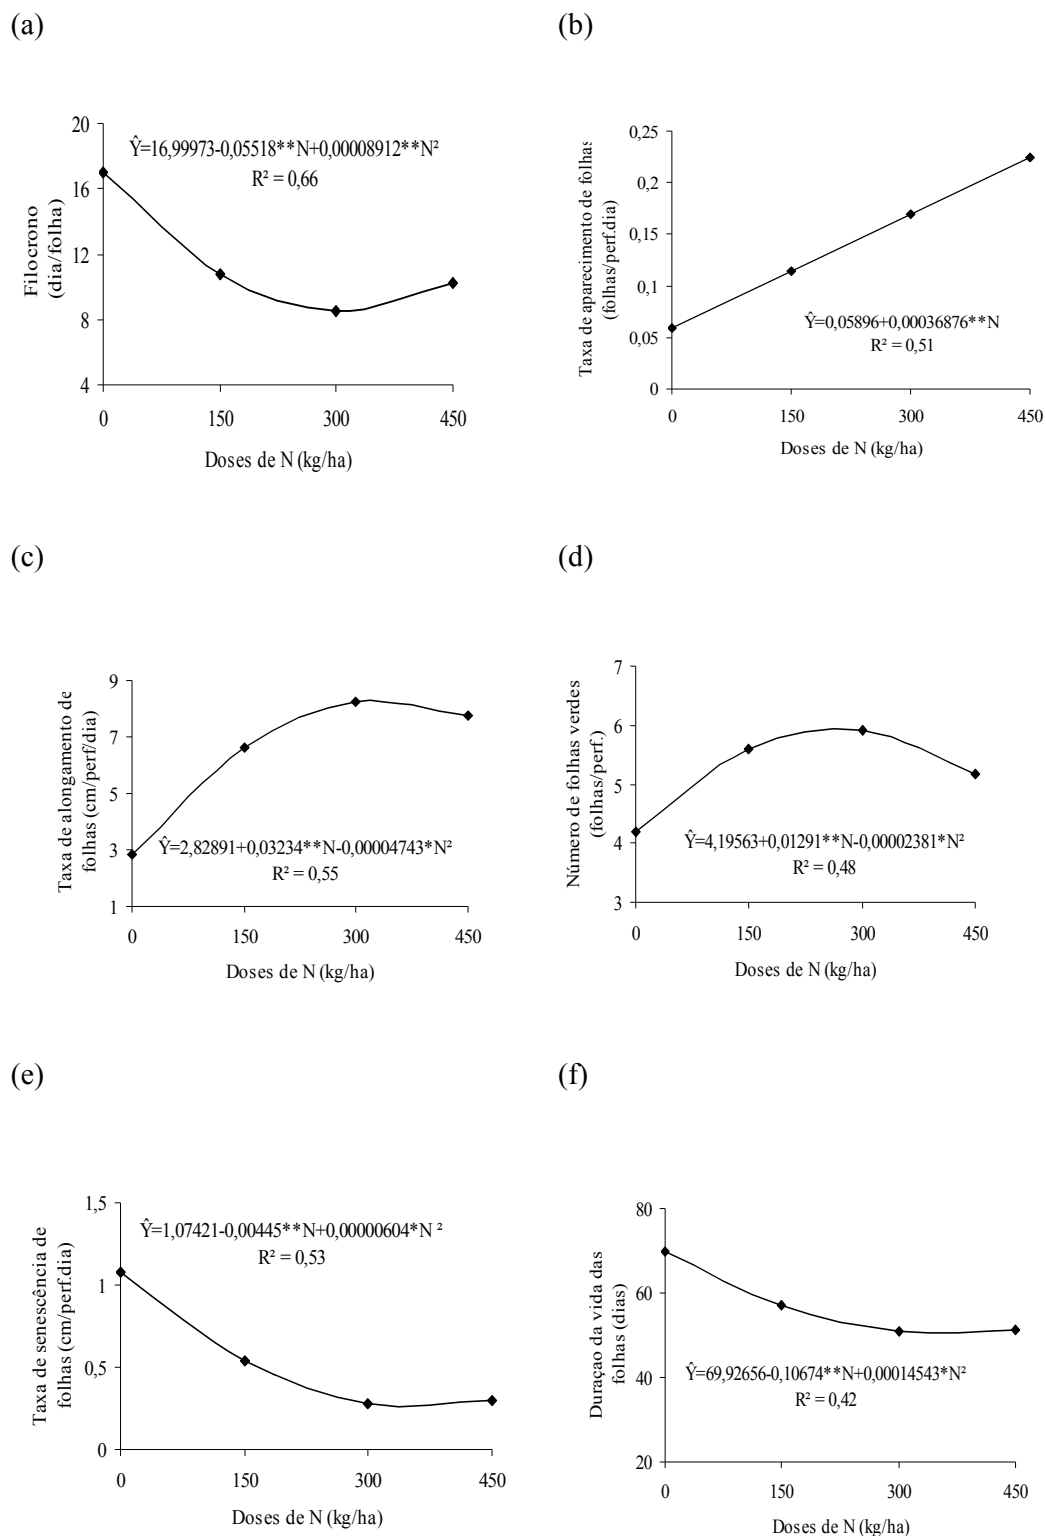 (a)
Ŷ=16,99973-0,05518**N+0,00008912**N²
R² = 0,66
Filocrono
(dia/folha)
20
16
12
8
4
0 150 300 450
Doses de N (kg/ha)
(b)
Taxa de aparecimento de folhas
(folhas/perf.dia)
0,25
0,2
0,15
0,1
0,05
0
Ŷ=0,05896+0,00036876**N
R² = 0,51
0 150 300 450
Doses de N (kg/ha)
(c)
Taxa de alongamento de
folhas (cm/perf/dia)
9
7
5
3
1
Ŷ=2,82891+0,03234**N-0,00004743*N²
R² = 0,55
0 150 300 450
Doses de N (kg/ha)
(d)
Número de folhas verdes
(folhas/perf.)
7
6
5
4
3
Ŷ=4,19563+0,01291**N-0,00002381*N²
R² = 0,48
0 150 300 450
Doses de N (kg/ha)
(e)
Taxa de senescência de
folhas (cm/perf.dia)
1,5
1
0,5
0
Ŷ=1,07421-0,00445**N+0,00000604*N ²
R² = 0,53
0 150 300 450
Doses de N (kg/ha)
(f)
Duraçao da vida das
folhas (dias)
80
60
40
20
Ŷ=69,92656-0,10674**N+0,00014543*N²
R² = 0,42
0 150 300 450
Doses de N (kg/ha)